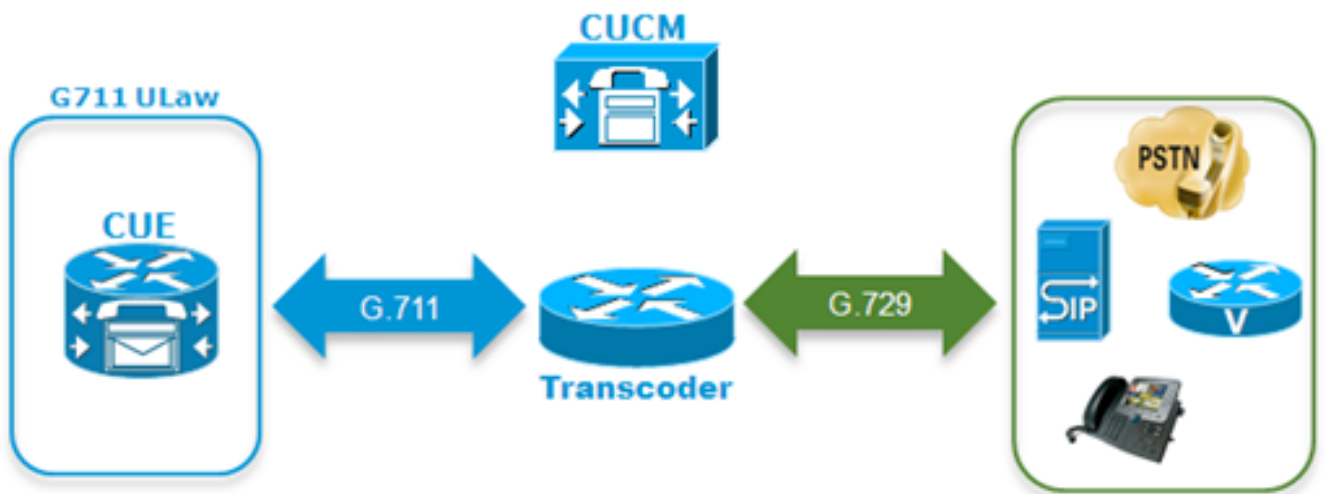 CUCM
G711 ULaw
PSTN
CUE
SIP
G.711
G.729
V
Transcoder